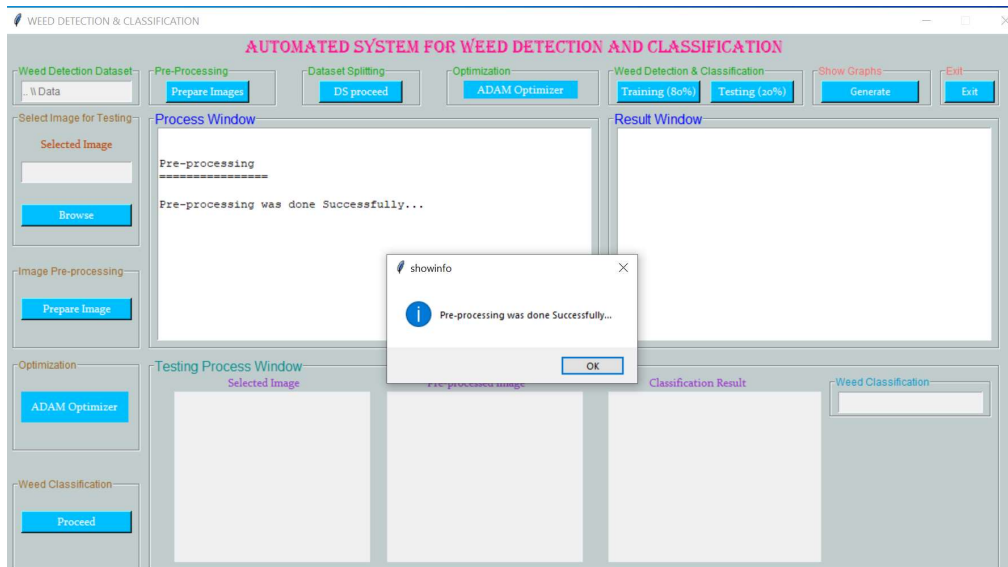 WEED DETECTION & CLASSIFICATION
AUTOMATED SYSTEM FOR WEED DETECTION AND CLASSIFICATION
Weed Detection Dataset
.. \\ Data
Pre-Processing
Prepare Images
Dataset Splitting
DS proceed
Optimization
ADAM Optimizer
Weed Detection & Classification
Training (80%) Testing (20%)
Show Graphs
Generate
Exit
Exit
Select Image for Testing
Selected Image
Browse
Image Pre-processing
Prepare Image
Optimization
ADAM Optimizer
Weed Classification
Proceed
Process Window
Pre-processing
================
Pre-processing was done Successfully...
Result Window
showinfo
Pre-processing was done Successfully...
OK
Testing Process Window
Selected Image
Pre-processed Image
Classification Result
Weed Classification